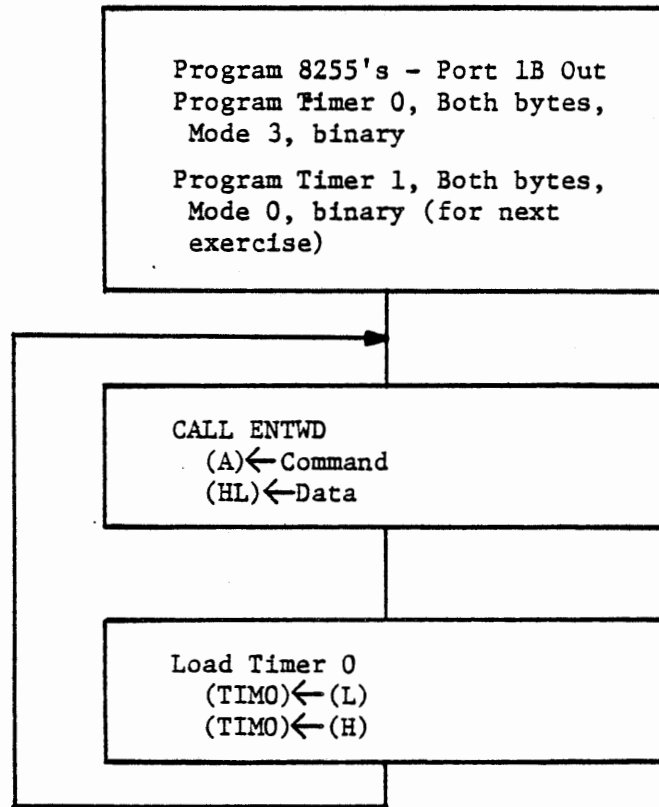 Program 8255's - Port 1B Out
Program Timer 0, Both bytes,
Mode 3, binary
Program Timer 1, Both bytes,
Mode 0, binary (for next
exercise)
CALL ENTWD
(A)←Command
(HL)←Data
Load Timer 0
(TIM0)←(L)
(TIM0)←(H)